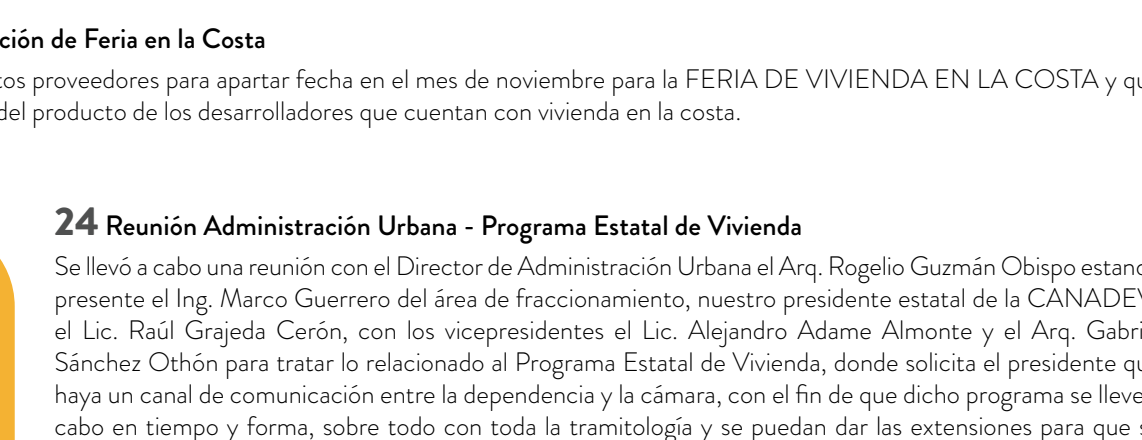 ción de Feria en la Costa
tos proveedores para apartar fecha en el mes de noviembre para la FERIA DE VIVIENDA EN LA COSTA y qu
del producto de los desarrolladores que cuentan con vivienda en la costa.
24 Reunión Administración Urbana - Programa Estatal de Vivienda
Se llevó a cabo una reunión con el Director de Administración Urbana el Arq. Rogelio Guzmán Obispo estand
presente el Ing. Marco Guerrero del área de fraccionamiento, nuestro presidente estatal de la CANADEV
el Lic. Raúl Grajeda Cerón, con los vicepresidentes el Lic. Alejandro Adame Almonte y el Arq. Gabri
Sánchez Othón para tratar lo relacionado al Programa Estatal de Vivienda, donde solicita el presidente qu
haya un canal de comunicación entre la dependencia y la cámara, con el fin de que dicho programa se lleve
cabo en tiempo y forma, sobre todo con toda la tramitología y se puedan dar las extensiones para que s